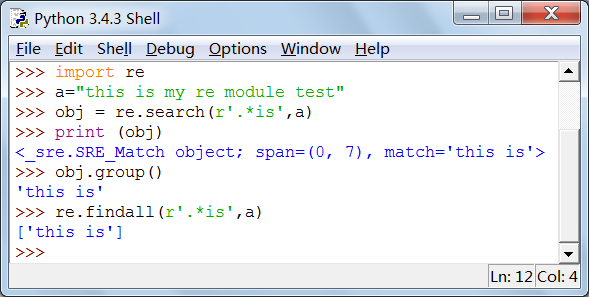 Python 3.4.3 Shell
File Edit Shell Debug Options Window Help
>>> import re
>>> a="this is my re module test"
>>> obj = re.search(r'.*is',a)
>>> print (obj)
<_sre.SRE_Match object; span=(0, 7), match='this is'>
>>> obj.group()
'this is'
>>> re.findall(r'.*is',a)
['this is']
>>>
Ln: 12 Col: 4